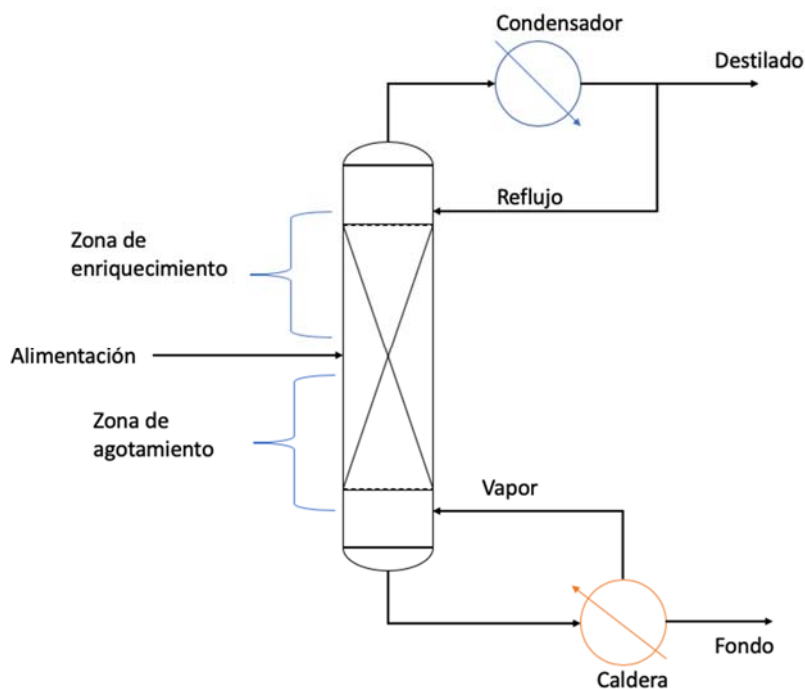 Condensador
Destilado
Reflujo
Zona de
enriquecimiento
Alimentación
Zona de
agotamiento
Vapor
Fondo
Caldera